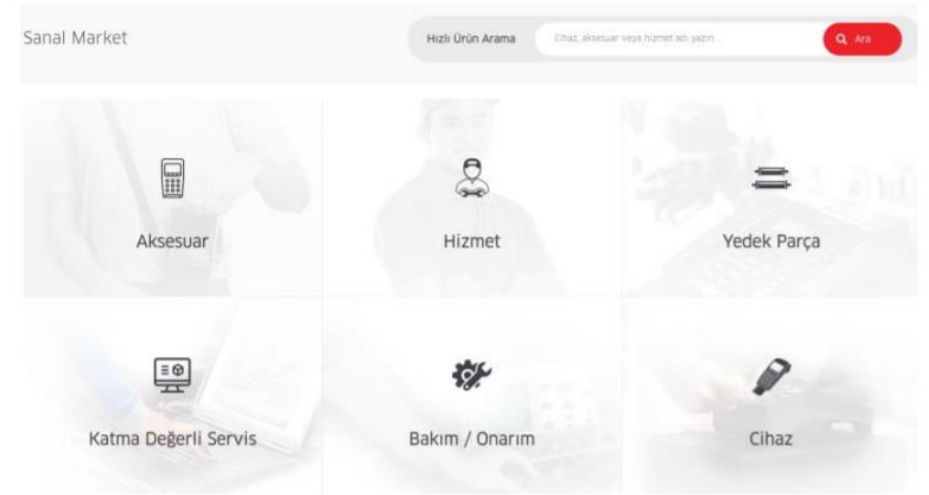 Sanal Market
Hızlı Ürün Arama
Cihaz, aksesuar veya hizmet adı yazın...
Ara
Aksesuar
Hizmet
Yedek Parça
Katma Değerli Servis
Bakım / Onarım
Cihaz